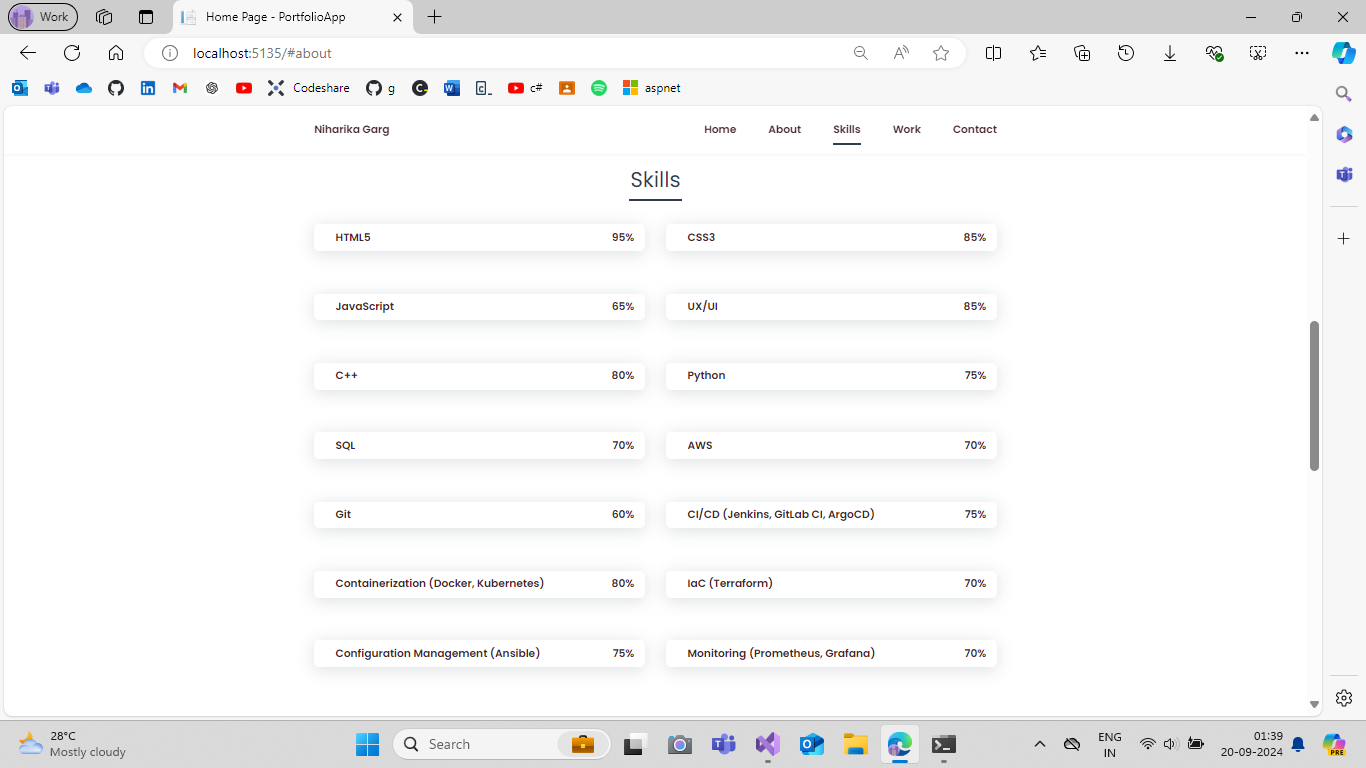 Work
Home Page - PortfolioApp
localhost:5135/#about
Codeshare
g
c#
aspnet
Niharika Garg
Home
About
Skills
Work
Contact
Skills
HTML5 95%
CSS3 85%
JavaScript 65%
UX/UI 85%
C++ 80%
Python 75%
SQL 70%
AWS 70%
Git 60%
CI/CD (Jenkins, GitLab CI, ArgoCD) 75%
Containerization (Docker, Kubernetes) 80%
IaC (Terraform) 70%
Configuration Management (Ansible) 75%
Monitoring (Prometheus, Grafana) 70%
28°C
Mostly cloudy
Search
ENG
IN
01:39
20-09-2024
PRE